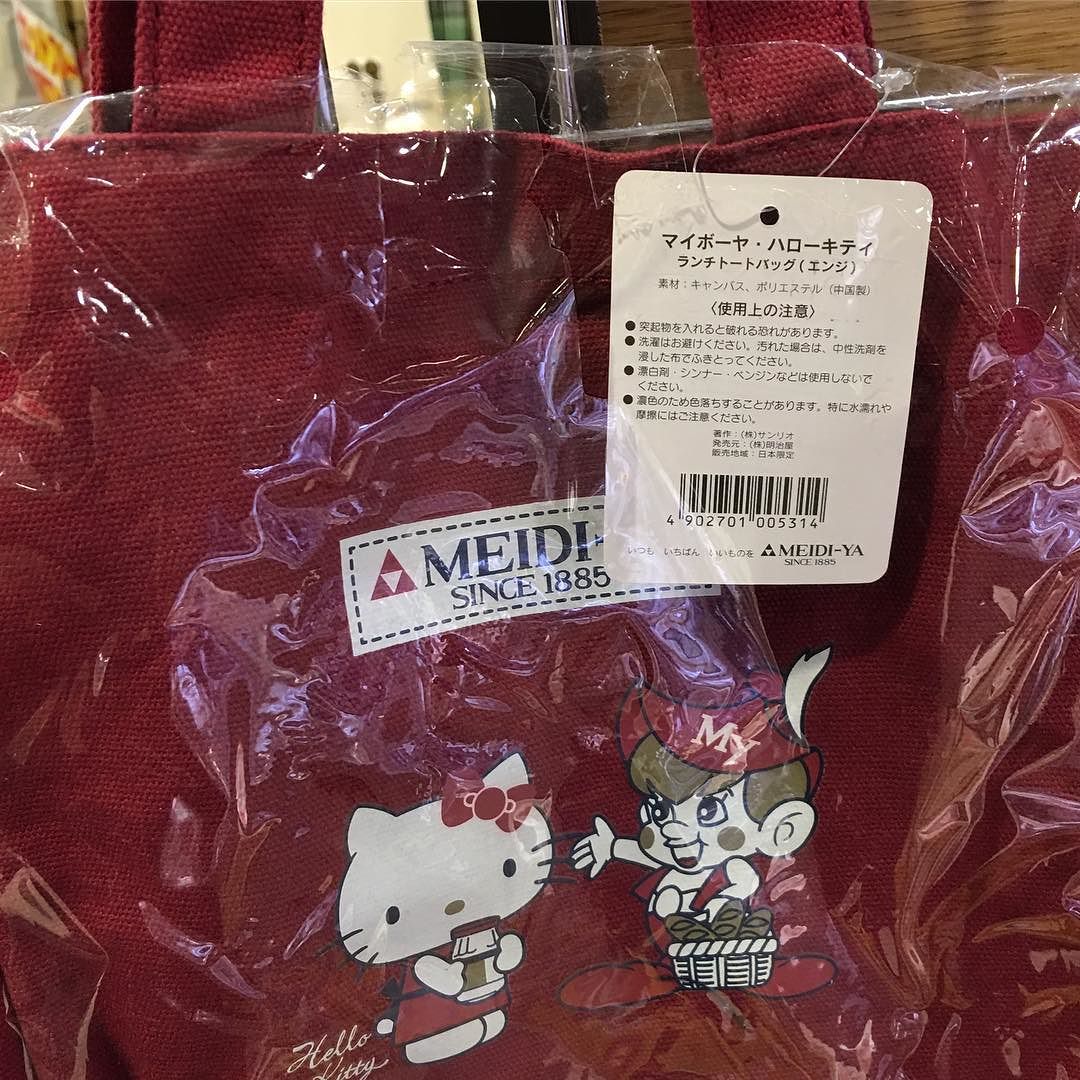 マイボーヤ・ハローキティ
ランチトートバッグ(エンジ)
素材:キャンバス、ポリエステル(中国製)
〈使用上の注意〉
●突起物を入れると破れる恐れがあります。
●洗濯はお避けください。汚れた場合は、中性洗剤を
浸した布でふきとってください。
●漂白剤・シンナー・ベンジンなどは使用しないで
ください。
●濃色のため色落ちすることがあります。特に水濡れや
摩擦にはご注意ください。
著作:(株)サンリオ
発売元:(株)明治屋
販売地域:日本限定
4 902701 005314
いつも いちばん いいものを MEIDI-YA
SINCE 1885
MEIDI-
SINCE 1885
MY
Hello
Kitty